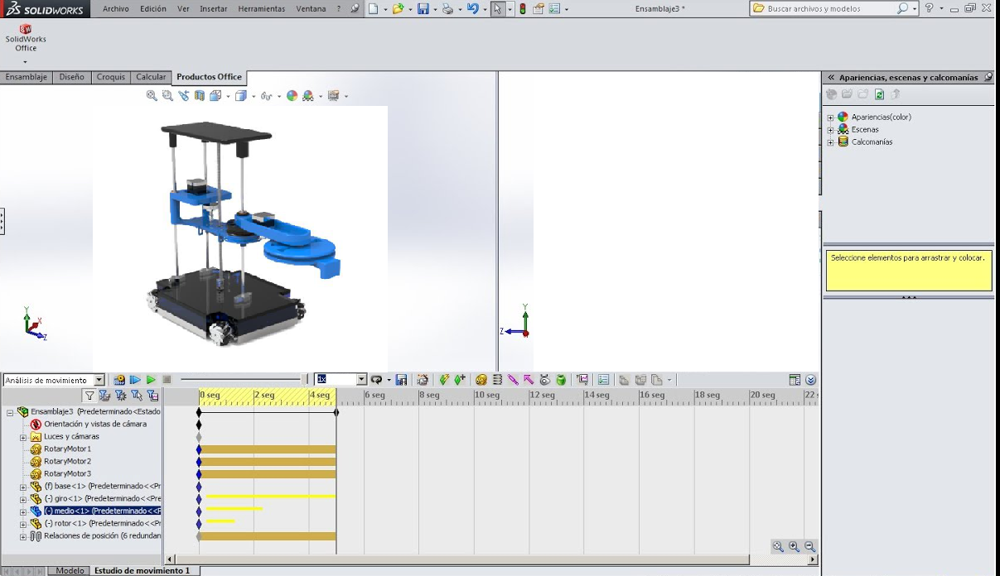 SOLIDWORKS
Archivo Edición Ver Insertar Herramientas Ventana ?
Ensamblaje3 *
Buscar archivos y modelos
?
SolidWorks
Office
Ensamblaje Diseño Croquis Calcular Productos Office
Apariencias, escenas y calcomanías
Apariencias(color)
Escenas
Calcomanías
Seleccione elementos para arrastrar y colocar.
Y
X
Z
Y
Z
Análisis de movimiento
1x
0 seg 2 seg 4 seg 6 seg 8 seg 10 seg 12 seg 14 seg 16 seg 18 seg 20 seg 22 s
Ensamblaje3 (Predeterminado<Estado
Orientación y vistas de cámara
Luces y cámaras
RotaryMotor1
RotaryMotor2
RotaryMotor3
(f) base<1> (Predeterminado<<Pr
(-) giro<1> (Predeterminado<<Pre
(-) medio<1> (Predeterminado<<P
(-) rotor<1> (Predeterminado<<Pr
Relaciones de posición (6 redundan
Modelo Estudio de movimiento 1